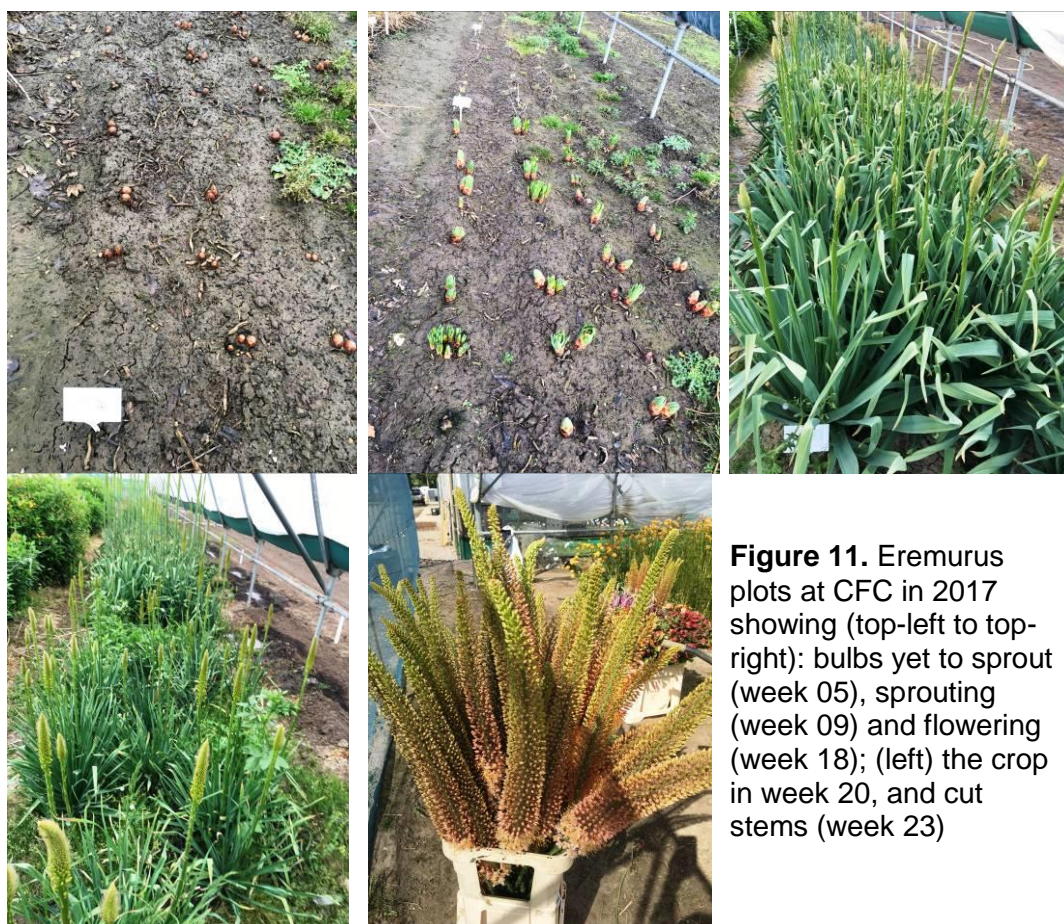 Figure 11. Eremurus
plots at CFC in 2017
showing (top-left to top-
right): bulbs yet to sprout
(week 05), sprouting
(week 09) and flowering
(week 18); (left) the crop
in week 20, and cut
stems (week 23)